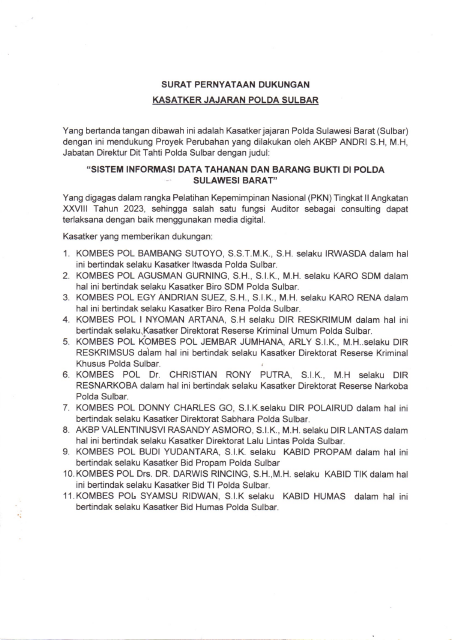 SURAT PERNYATAAN DUKUNGAN
KASATKER JAJARAN POLDA SULBAR
Yang bertanda tangan dibawah ini adalah Kasatker jajaran Polda Sulawesi Barat (Sulbar)
dengan ini mendukung Proyek Perubahan yang dilakukan oleh AKBP ANDRI S.H, M.H,
Jabatan Direktur Dit Tahti Polda Sulbar dengan judul:
"SISTEM INFORMASI DATA TAHANAN DAN BARANG BUKTI DI POLDA
SULAWESI BARAT"
Yang digagas dalam rangka Pelatihan Kepemimpinan Nasional (PKN) Tingkat II Angkatan
XXVIII Tahun 2023, sehingga salah satu fungsi Auditor sebagai consulting dapat
terlaksana dengan baik menggunakan media digital.
Kasatker yang memberikan dukungan:
1. KOMBES POL BAMBANG SUTOYO, S.S.T.M.K., S.H. selaku IRWASDA dalam hal
ini bertindak selaku Kasatker Itwasda Polda Sulbar.
2. KOMBES POL AGUSMAN GURNING, S.H., S.I.K., M.H. selaku KARO SDM dalam
hal ini bertindak selaku Kasatker Biro SDM Polda Sulbar.
3. KOMBES POL EGY ANDRIAN SUEZ, S.H., S.I.K., M.H. selaku KARO RENA dalam
hal ini bertindak selaku Kasatker Biro Rena Polda Sulbar.
4. KOMBES POL I NYOMAN ARTANA, S.H selaku DIR RESKRIMUM dalam hal ini
bertindak selaku Kasatker Direktorat Reserse Kriminal Umum Polda Sulbar.
5. KOMBES POL KOMBES POL JEMBAR JUMHANA, ARLY S.I.K., M.H..selaku DIR
RESKRIMSUS dalam hal ini bertindak selaku Kasatker Direktorat Reserse Kriminal
Khusus Polda Sulbar.
6. KOMBES POL Dr. CHRISTIAN RONY PUTRA, S.I.K., M.H selaku DIR
RESNARKOBA dalam hal ini bertindak selaku Kasatker Direktorat Reserse Narkoba
Polda Sulbar.
7. KOMBES POL DONNY CHARLES GO, S.I.K.selaku DIR POLAIRUD dalam hal ini
bertindak selaku Kasatker Direktorat Sabhara Polda Sulbar.
8. AKBP VALENTINUSVI RASANDY ASMORO, S.I.K., M.H. selaku DIR LANTAS dalam
hal ini bertindak selaku Kasatker Direktorat Lalu Lintas Polda Sulbar.
9. KOMBES POL BUDI YUDANTARA, S.I.K. selaku KABID PROPAM dalam hal ini
bertindak selaku Kasatker Bid Propam Polda Sulbar
10. KOMBES POL Drs. DR. DARWIS RINCING, S.H.,M.H. selaku KABID TIK dalam hal
ini bertindak selaku Kasatker Bid TI Polda Sulbar.
11. KOMBES POL SYAMSU RIDWAN, S.I.K selaku KABID HUMAS dalam hal ini
bertindak selaku Kasatker Bid Humas Polda Sulbar.